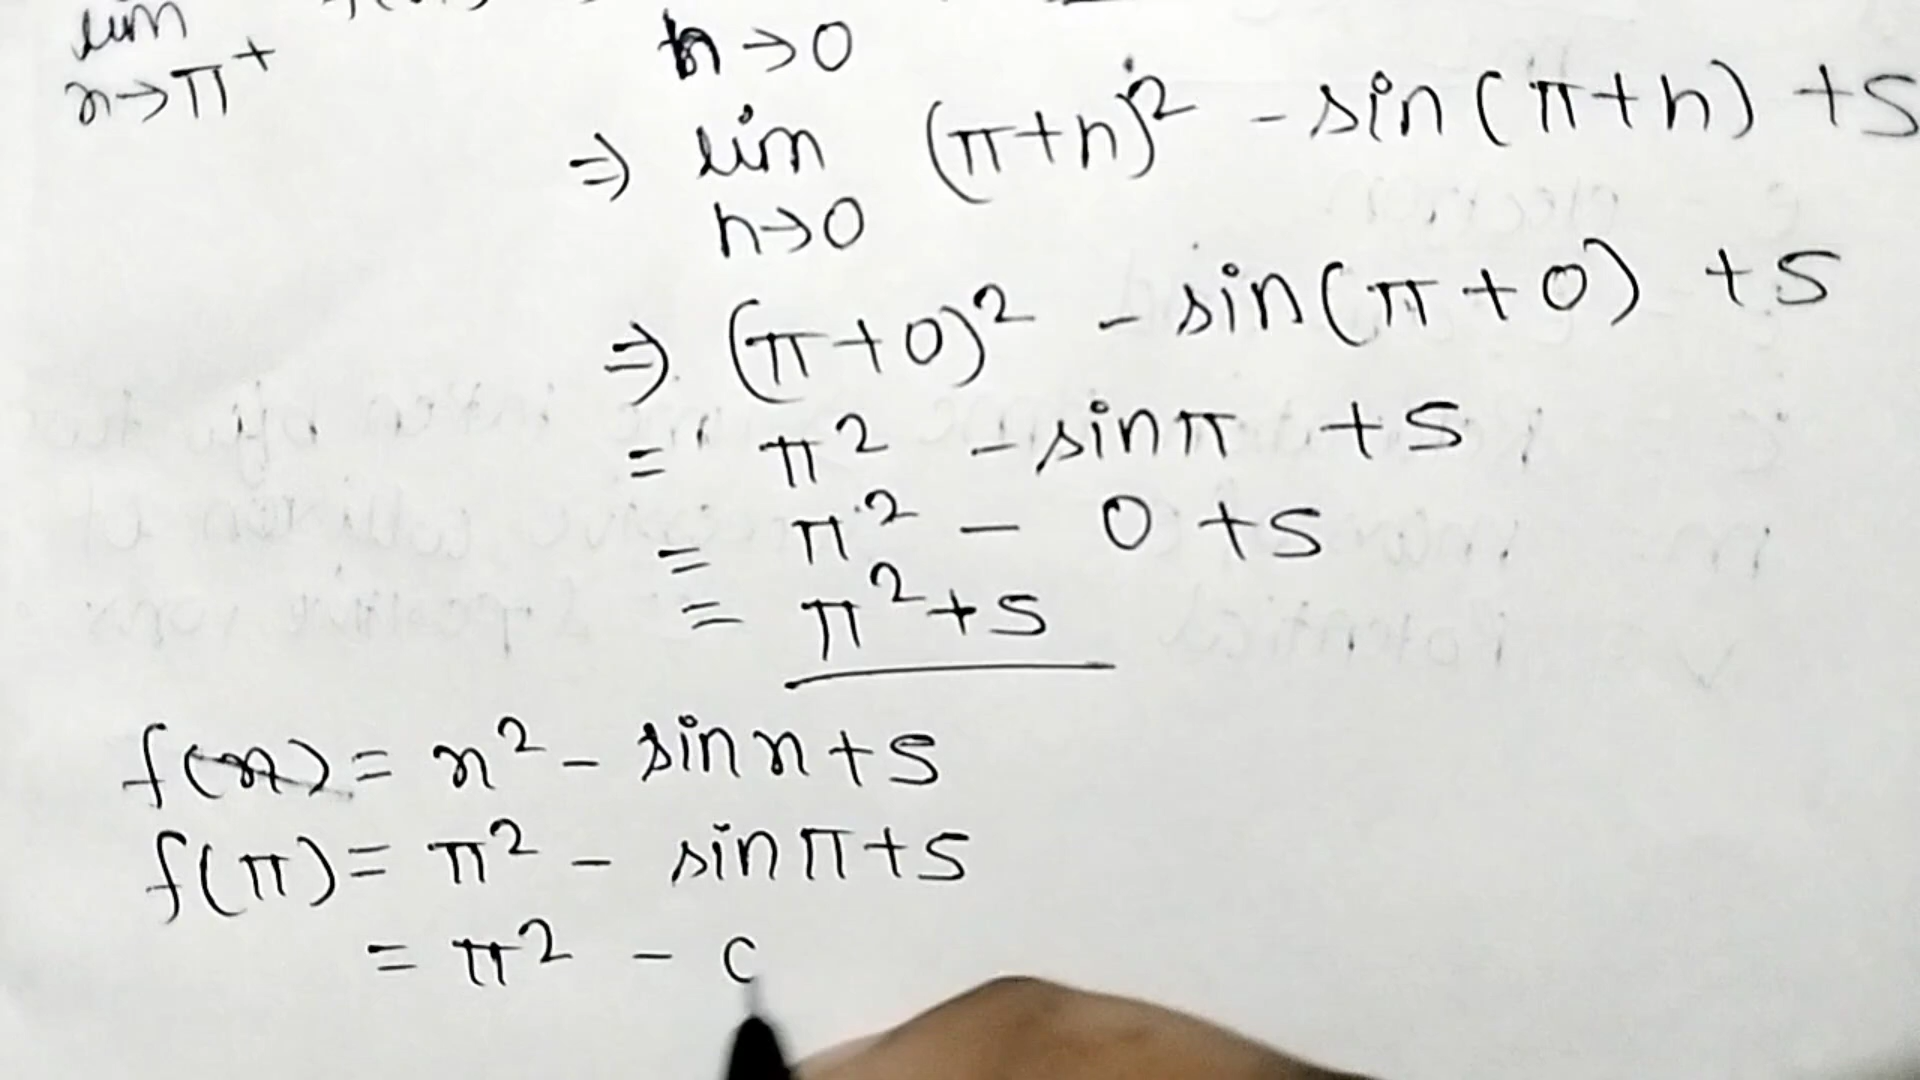 lim
x→π⁺
h→0
⇒ lim (π+h)² - sin(π+h) +5
h→0
⇒ (π+0)² - sin(π+0) +5
= π² - sinπ +5
= π² - 0 +5
= π²+5
f(x) = x² - sin x + 5
f(π) = π² - sin π + 5
= π² -